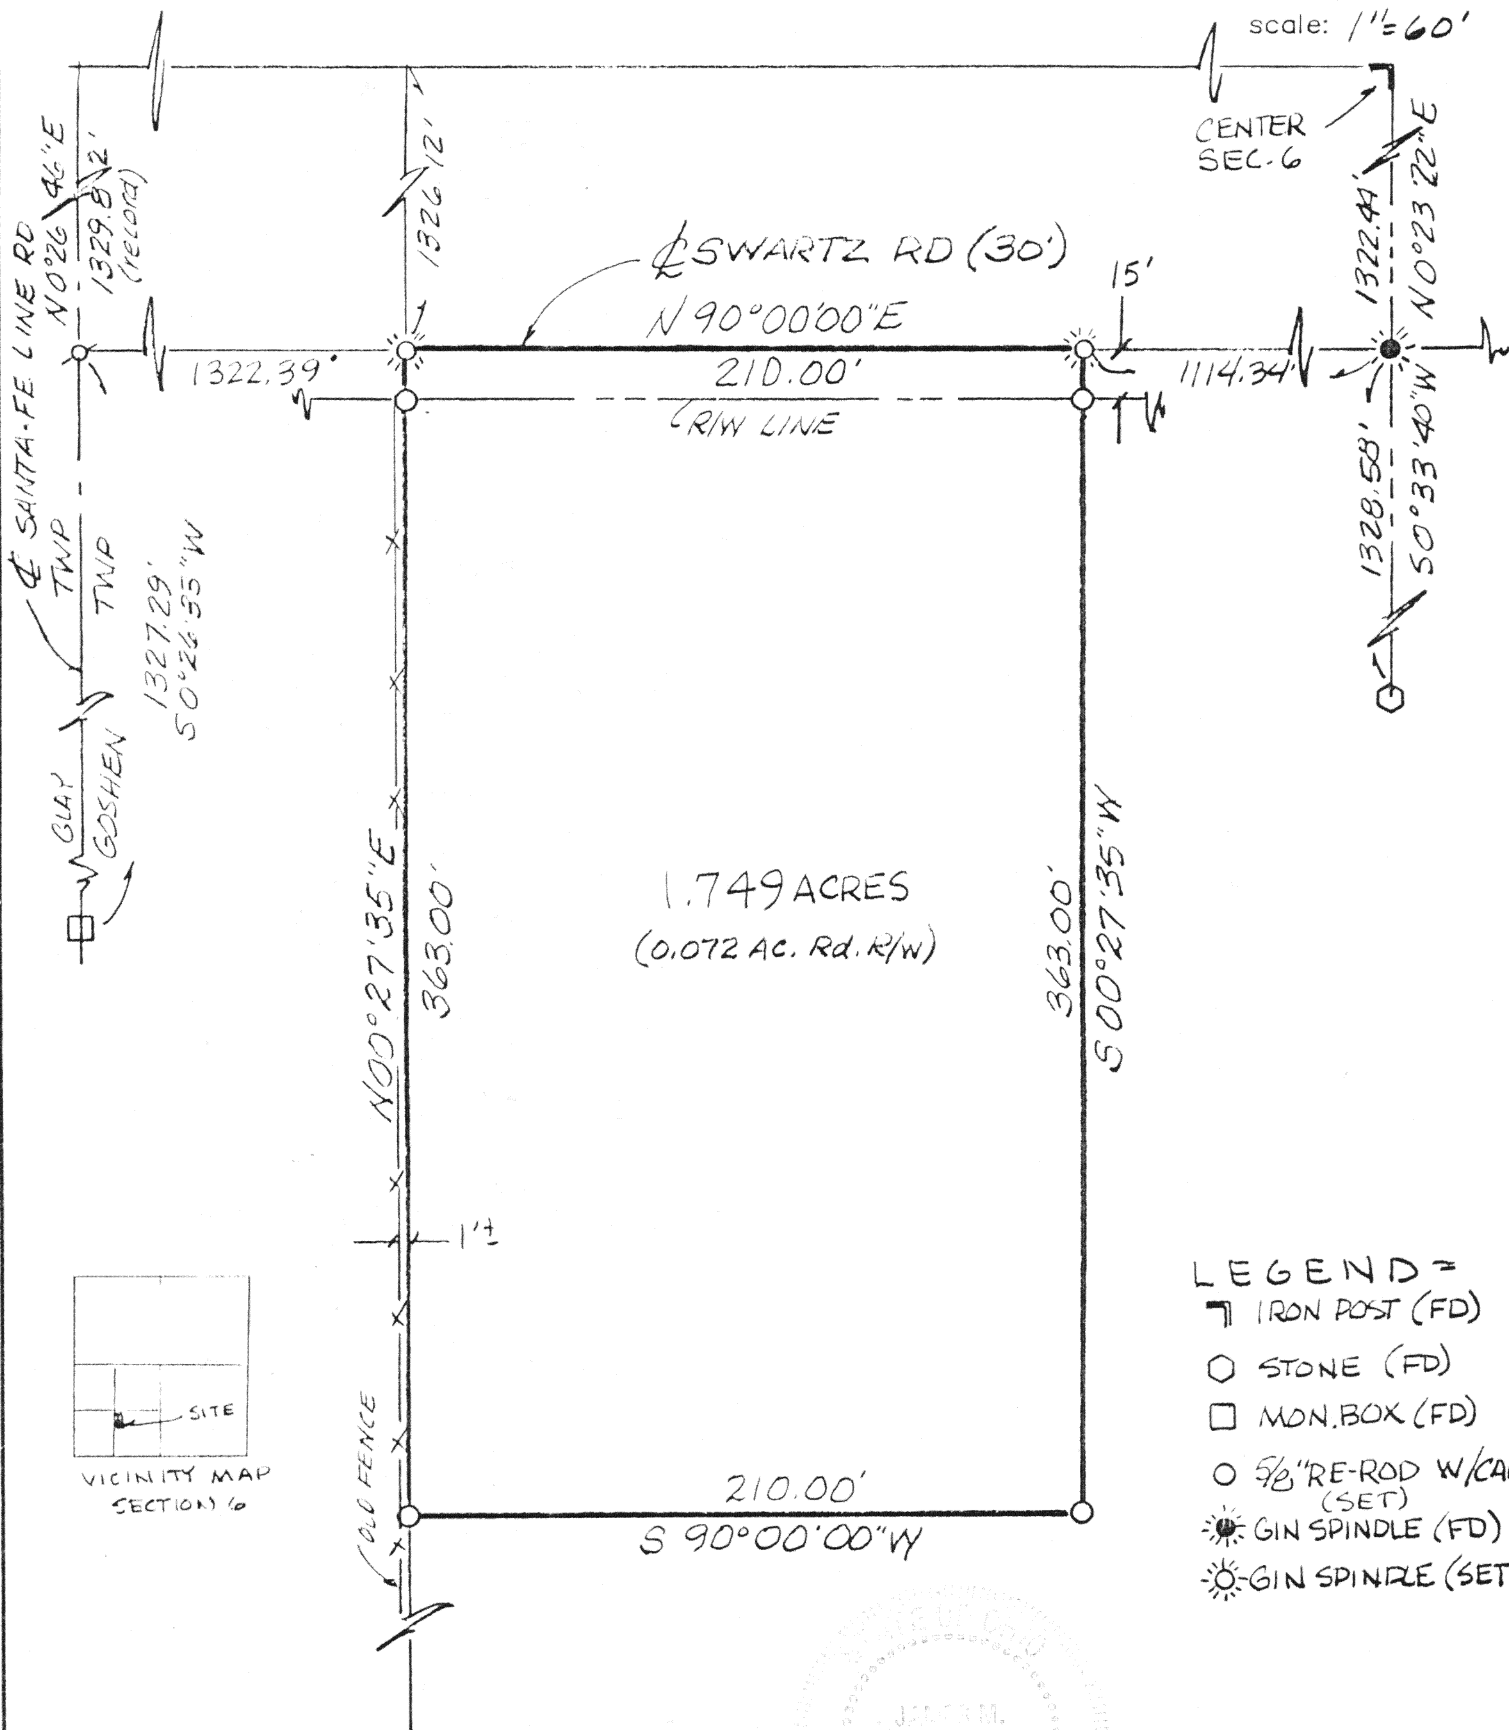 scale: 1"=60'
CENTER
SEC. 6
N 0°26'46"E
1329.82'
(record)
1326.12'
1322.44'
N 0°23'22"E
℄ SWARTZ RD (30')
15'
N 90°00'00"E
1322.39'
210.00'
1114.34'
R/W LINE
℄ SANTA-FE LINE RD
TWP
TWP
1327.29'
S 0°26'35"W
1328.58'
S 0°33'40"W
CLAY
GOSHEN
N 00°27'35"E
363.00'
1.749 ACRES
(0.072 AC. Rd. R/W)
363.00'
S 00°27'35"W
1'±
SITE
VICINITY MAP
SECTION 6
OLD FENCE
210.00'
S 90°00'00"W
LEGEND =
IRON POST (FD)
STONE (FD)
MON. BOX (FD)
5/8" RE-ROD W/CA
(SET)
GIN SPINDLE (FD)
GIN SPINDLE (SET
OHIO